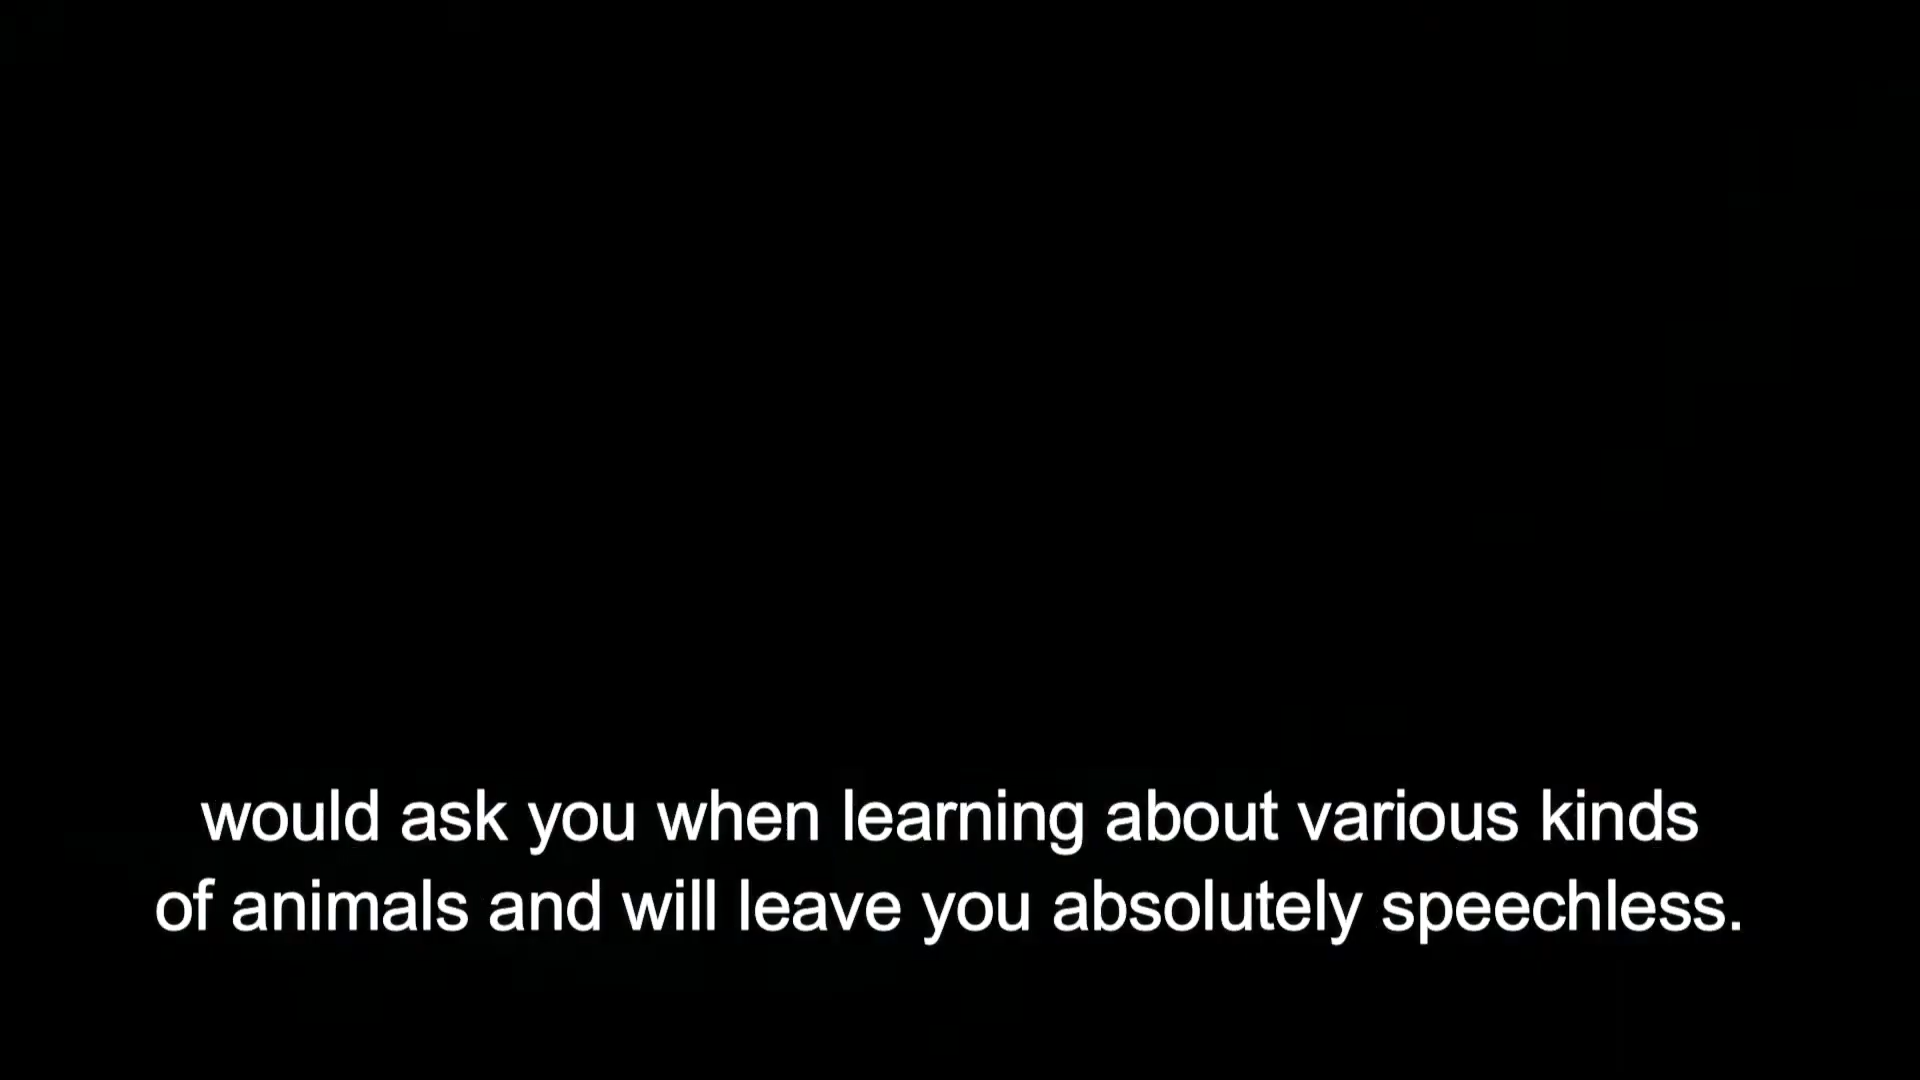 would ask you when learning about various kinds
of animals and will leave you absolutely speechless.